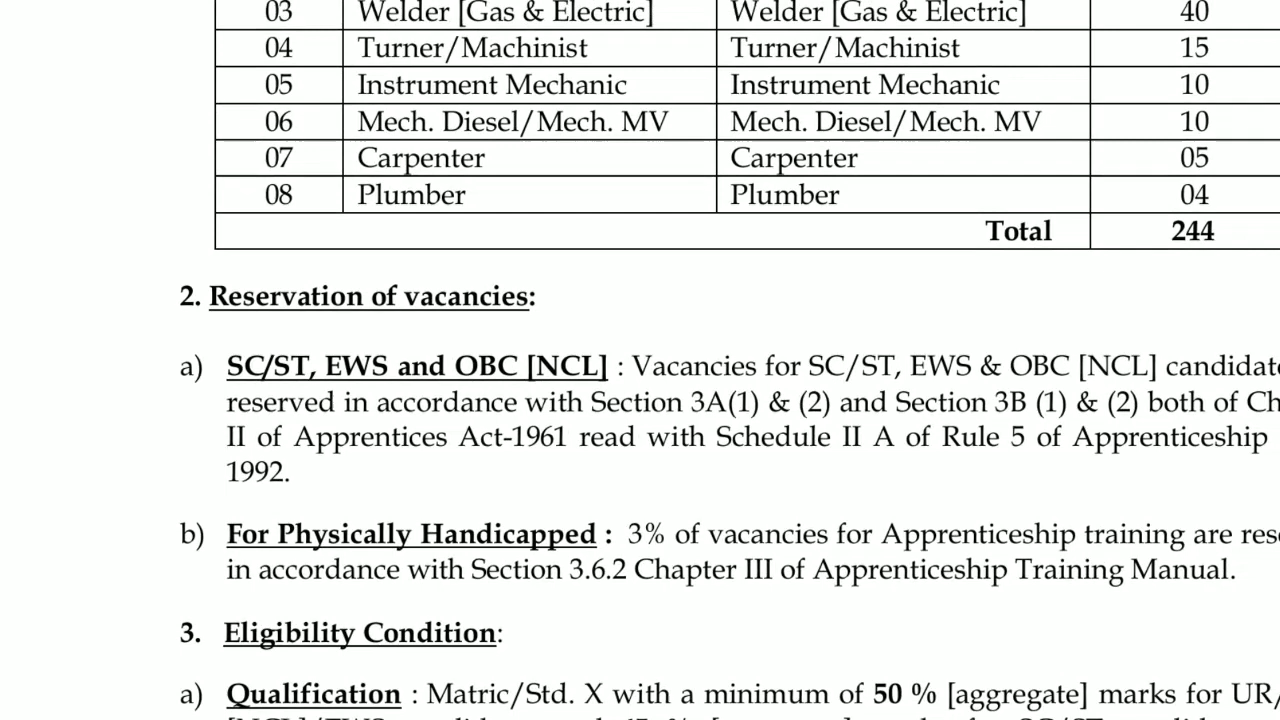 03 Welder [Gas & Electric] Welder [Gas & Electric] 40
04 Turner/Machinist Turner/Machinist 15
05 Instrument Mechanic Instrument Mechanic 10
06 Mech. Diesel/Mech. MV Mech. Diesel/Mech. MV 10
07 Carpenter Carpenter 05
08 Plumber Plumber 04
Total 244
2. Reservation of vacancies:
a) SC/ST, EWS and OBC [NCL] : Vacancies for SC/ST, EWS & OBC [NCL]
reserved in accordance with Section 3A(1) & (2) and Section 3B (1) & (2) both of
II of Apprentices Act-1961 read with Schedule II A of Rule 5 of Apprenticeship
1992.
b) For Physically Handicapped : 3% of vacancies for Apprenticeship training are
in accordance with Section 3.6.2 Chapter III of Apprenticeship Training Manual.
3. Eligibility Condition:
a) Qualification : Matric/Std. X with a minimum of 50 % [aggregate] marks for UR/